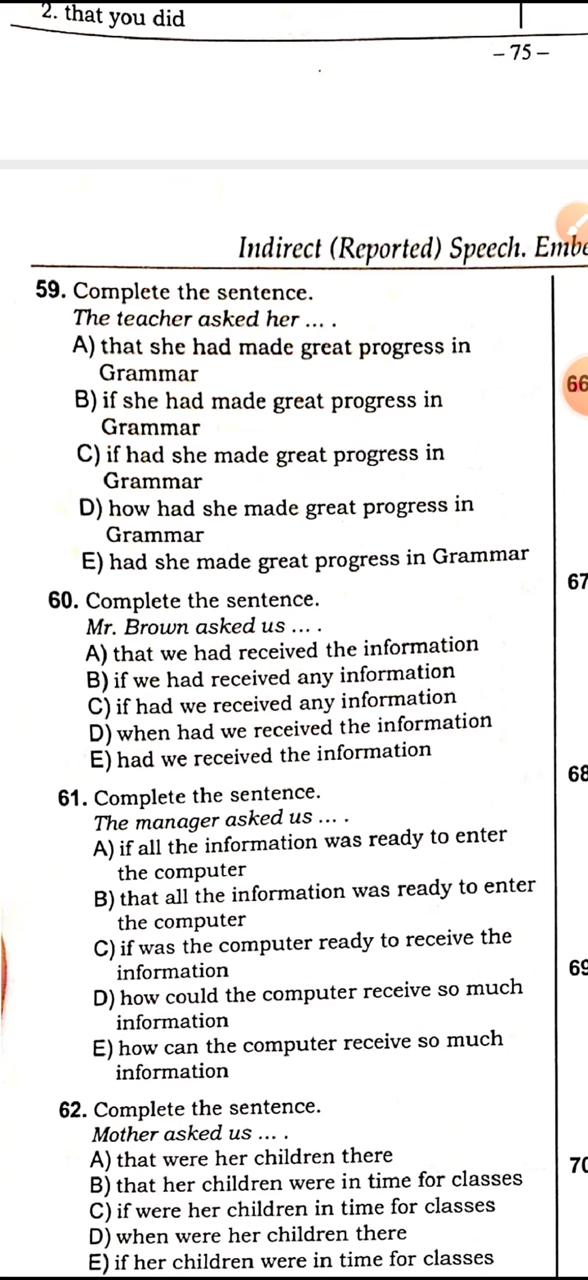 2. that you did
– 75 –
Indirect (Reported) Speech. Embe
59. Complete the sentence.
The teacher asked her ... .
A) that she had made great progress in
Grammar
B) if she had made great progress in
Grammar
C) if had she made great progress in
Grammar
D) how had she made great progress in
Grammar
E) had she made great progress in Grammar
60. Complete the sentence.
Mr. Brown asked us ... .
A) that we had received the information
B) if we had received any information
C) if had we received any information
D) when had we received the information
E) had we received the information
61. Complete the sentence.
The manager asked us ... .
A) if all the information was ready to enter
the computer
B) that all the information was ready to enter
the computer
C) if was the computer ready to receive the
information
D) how could the computer receive so much
information
E) how can the computer receive so much
information
62. Complete the sentence.
Mother asked us ... .
A) that were her children there
B) that her children were in time for classes
C) if were her children in time for classes
D) when were her children there
E) if her children were in time for classes
66
67
68
69
70